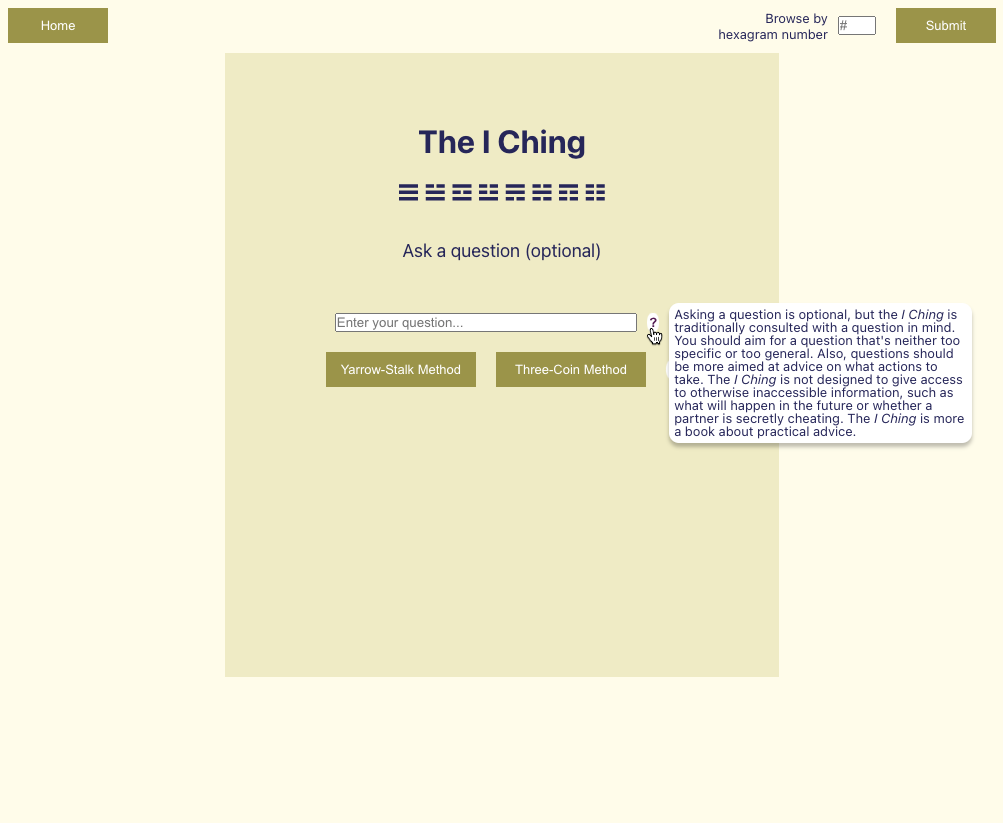 Home
Browse by
hexagram number
#
Submit
The I Ching
☰ ☱ ☲ ☳ ☴ ☵ ☶ ☷
Ask a question (optional)
Enter your question...
?
Asking a question is optional, but the I Ching is
traditionally consulted with a question in mind.
You should aim for a question that's neither too
specific or too general. Also, questions should
be more aimed at advice on what actions to
take. The I Ching is not designed to give access
to otherwise inaccessible information, such as
what will happen in the future or whether a
partner is secretly cheating. The I Ching is more
a book about practical advice.
Yarrow-Stalk Method
Three-Coin Method